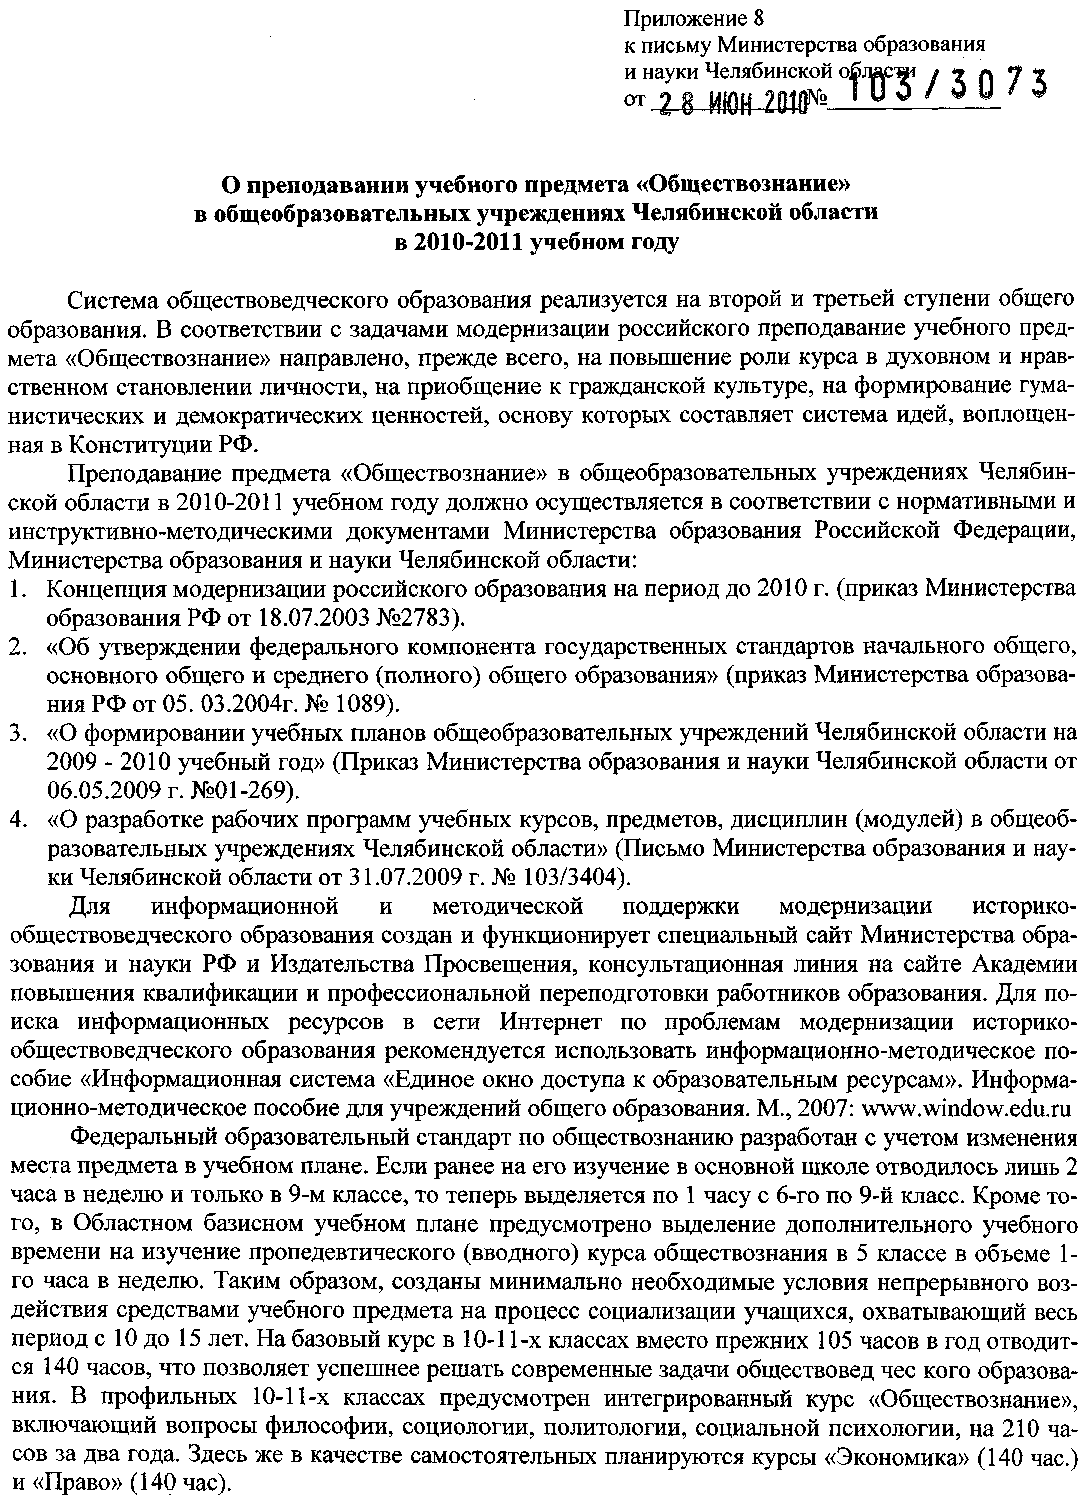 Приложение 8
к письму Министерства образования
и науки Челябинской области
от 28 ИЮН 2010 № 103/3073
О преподавании учебного предмета «Обществознание»
в общеобразовательных учреждениях Челябинской области
в 2010-2011 учебном году
Система обществоведческого образования реализуется на второй и третьей ступени общего
образования. В соответствии с задачами модернизации российского преподавание учебного пред-
мета «Обществознание» направлено, прежде всего, на повышение роли курса в духовном и нрав-
ственном становлении личности, на приобщение к гражданской культуре, на формирование гума-
нистических и демократических ценностей, основу которых составляет система идей, воплощен-
ная в Конституции РФ.
Преподавание предмета «Обществознание» в общеобразовательных учреждениях Челябин-
ской области в 2010-2011 учебном году должно осуществляется в соответствии с нормативными и
инструктивно-методическими документами Министерства образования Российской Федерации,
Министерства образования и науки Челябинской области:
1. Концепция модернизации российского образования на период до 2010 г. (приказ Министерства
образования РФ от 18.07.2003 №2783).
2. «Об утверждении федерального компонента государственных стандартов начального общего,
основного общего и среднего (полного) общего образования» (приказ Министерства образова-
ния РФ от 05. 03.2004г. № 1089).
3. «О формировании учебных планов общеобразовательных учреждений Челябинской области на
2009 - 2010 учебный год» (Приказ Министерства образования и науки Челябинской области от
06.05.2009 г. №01-269).
4. «О разработке рабочих программ учебных курсов, предметов, дисциплин (модулей) в общеоб-
разовательных учреждениях Челябинской области» (Письмо Министерства образования и нау-
ки Челябинской области от 31.07.2009 г. № 103/3404).
Для информационной и методической поддержки модернизации историко-
обществоведческого образования создан и функционирует специальный сайт Министерства обра-
зования и науки РФ и Издательства Просвещения, консультационная линия на сайте Академии
повышения квалификации и профессиональной переподготовки работников образования. Для по-
иска информационных ресурсов в сети Интернет по проблемам модернизации историко-
обществоведческого образования рекомендуется использовать информационно-методическое по-
собие «Информационная система «Единое окно доступа к образовательным ресурсам». Информа-
ционно-методическое пособие для учреждений общего образования. М., 2007: www.window.edu.ru
Федеральный образовательный стандарт по обществознанию разработан с учетом изменения
места предмета в учебном плане. Если ранее на его изучение в основной школе отводилось лишь 2
часа в неделю и только в 9-м классе, то теперь выделяется по 1 часу с 6-го по 9-й класс. Кроме то-
го, в Областном базисном учебном плане предусмотрено выделение дополнительного учебного
времени на изучение пропедевтического (вводного) курса обществознания в 5 классе в объеме 1-
го часа в неделю. Таким образом, созданы минимально необходимые условия непрерывного воз-
действия средствами учебного предмета на процесс социализации учащихся, охватывающий весь
период с 10 до 15 лет. На базовый курс в 10-11-х классах вместо прежних 105 часов в год отводит-
ся 140 часов, что позволяет успешнее решать современные задачи обществовед чес кого образова-
ния. В профильных 10-11-х классах предусмотрен интегрированный курс «Обществознание»,
включающий вопросы философии, социологии, политологии, социальной психологии, на 210 ча-
сов за два года. Здесь же в качестве самостоятельных планируются курсы «Экономика» (140 час.)
и «Право» (140 час).